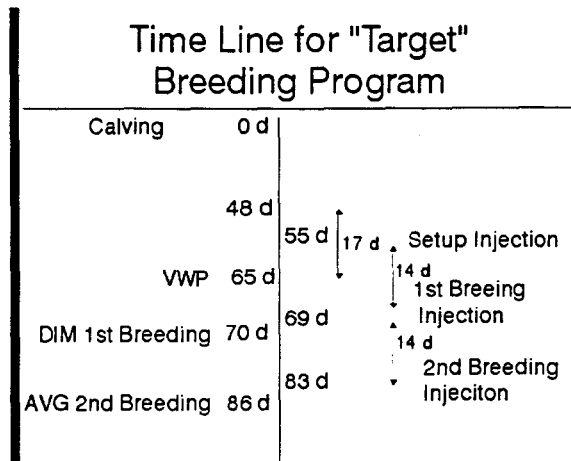 Time Line for "Target"
Breeding Program
Calving 0 d
48 d
55 d 17 d Setup Injection
VWP 65 d 14 d 1st Breeing
69 d Injection
DIM 1st Breeding 70 d 14 d
83 d 2nd Breeding
AVG 2nd Breeding 86 d Injeciton